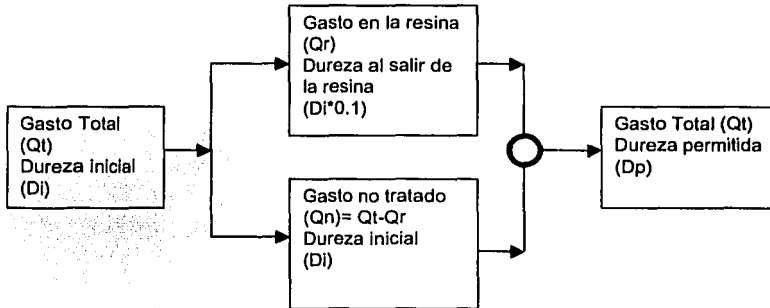 Gasto Total
(Qt)
Dureza inicial
(Di)
Gasto en la resina
(Qr)
Dureza al salir de
la resina
(Di*0.1)
Gasto no tratado
(Qn)= Qt-Qr
Dureza inicial
(Di)
Gasto Total (Qt)
Dureza permitida
(Dp)